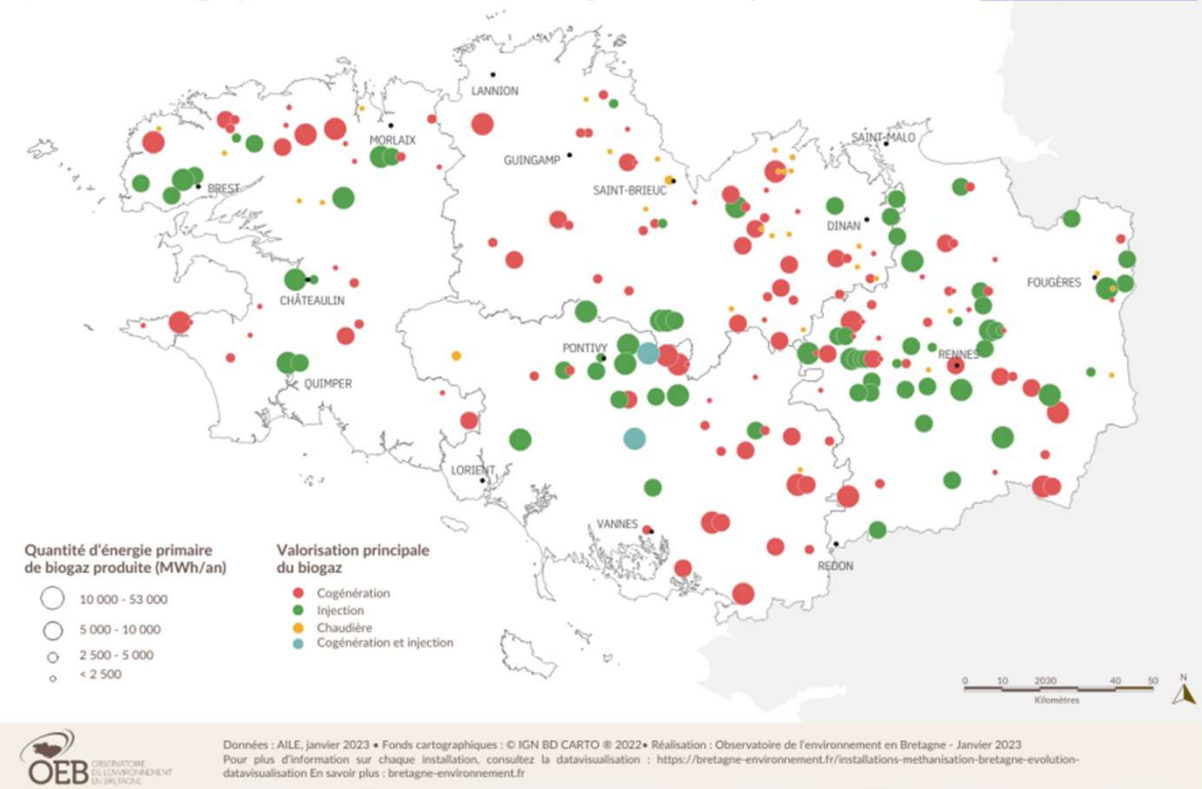 LANNION
MORLAIX
SAINT-MALO
GUINGAMP
BREST
SAINT-BRIEUC
DINAN
FOUGÈRES
CHÂTEAULIN
PONTIVY
RENNES
QUIMPER
LORIENT
VANNES
REDON
Quantité d'énergie primaire
de biogaz produite (MWh/an)
10 000 - 53 000
5 000 - 10 000
2 500 - 5 000
< 2 500
Valorisation principale
du biogaz
Cogénération
Injection
Chaudière
Cogénération et injection
0 10 2030 40 50
Kilomètres
N
OEB
OBSERVATOIRE
DE L'ENVIRONNEMENT
EN BRETAGNE
Données : AILE, janvier 2023 • Fonds cartographiques : © IGN BD CARTO ® 2022• Réalisation : Observatoire de l'environnement en Bretagne - Janvier 2023
Pour plus d'information sur chaque installation, consultez la datavisualisation : https://bretagne-environnement.fr/installations-methanisation-bretagne-evolution-
datavisualisation En savoir plus : bretagne-environnement.fr